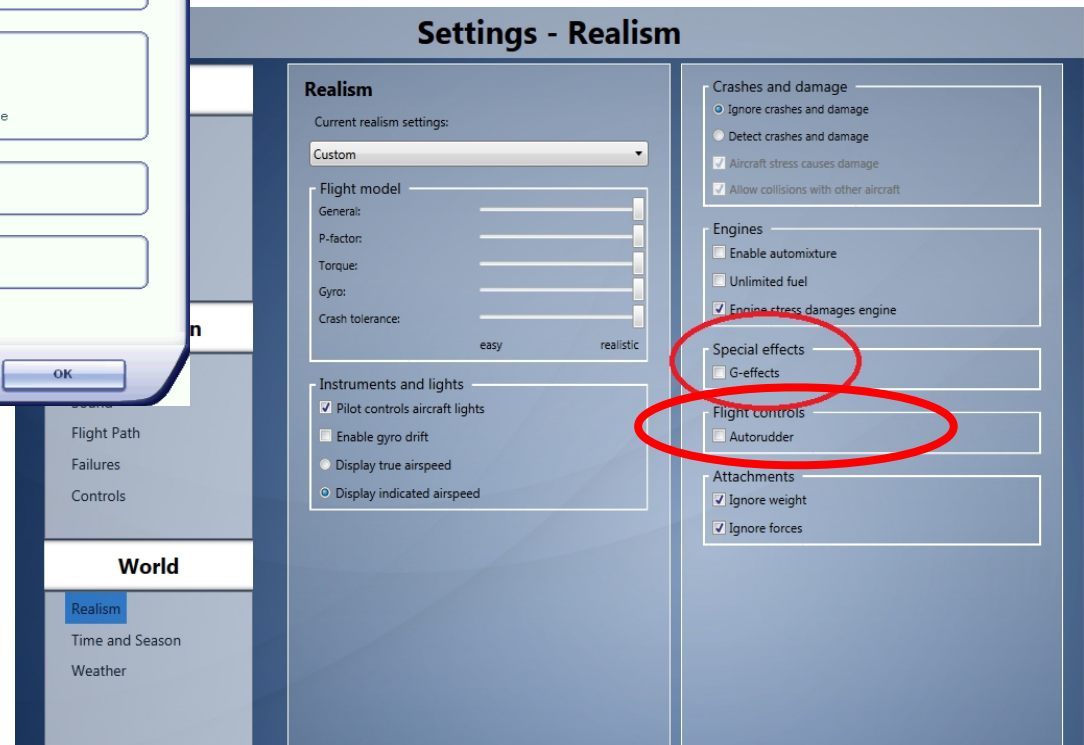 Settings - Realism
e
n
OK
Sound
Flight Path
Failures
Controls
World
Realism
Time and Season
Weather
Realism
Current realism settings:
Custom
Flight model
General:
P-factor:
Torque:
Gyro:
Crash tolerance:
easy realistic
Instruments and lights
Pilot controls aircraft lights
Enable gyro drift
Display true airspeed
Display indicated airspeed
Crashes and damage
Ignore crashes and damage
Detect crashes and damage
Aircraft stress causes damage
Allow collisions with other aircraft
Engines
Enable automixture
Unlimited fuel
Engine stress damages engine
Special effects
G-effects
Flight controls
Autorudder
Attachments
Ignore weight
Ignore forces